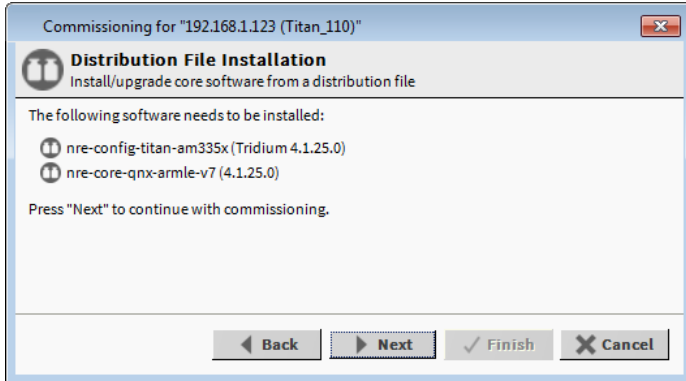 Commissioning for "192.168.1.123 (Titan_110)"
Distribution File Installation
Install/upgrade core software from a distribution file
The following software needs to be installed:
nre-config-titan-am335x (Tridium 4.1.25.0)
nre-core-qnx-armle-v7 (4.1.25.0)
Press "Next" to continue with commissioning.
Back Next Finish Cancel